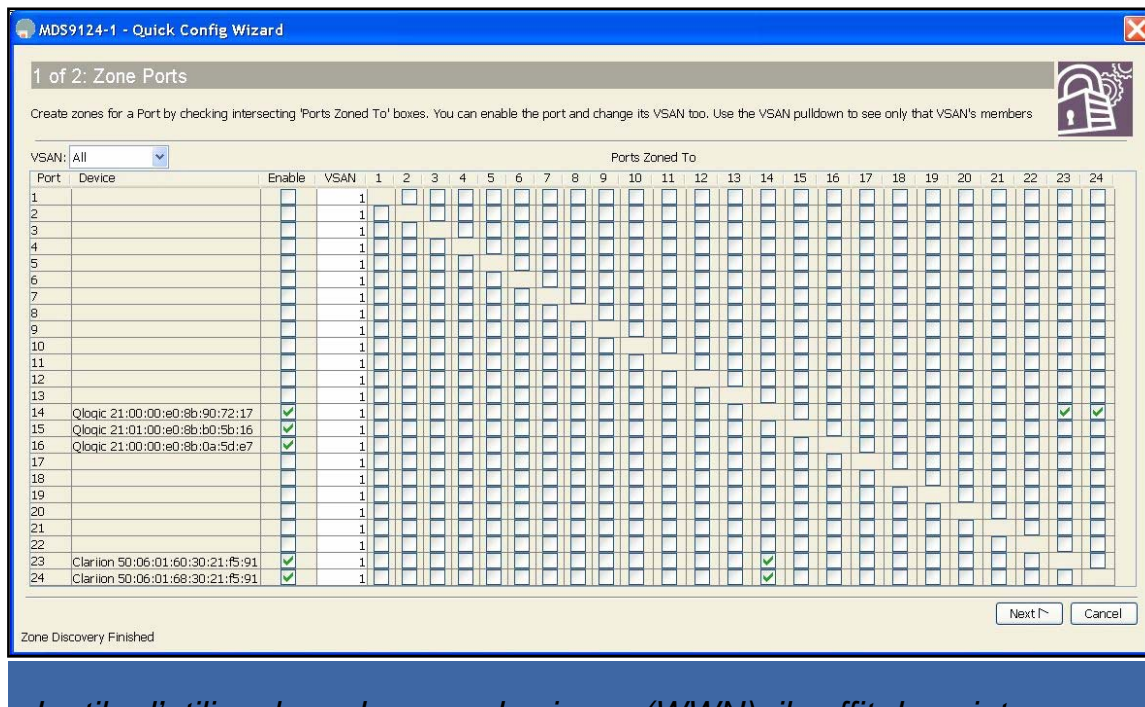 MDS9124-1 - Quick Config Wizard
1 of 2: Zone Ports
Create zones for a Port by checking intersecting 'Ports Zoned To' boxes. You can enable the port and change its VSAN too. Use the VSAN pulldown to see only that VSAN's members
VSAN: All
Ports Zoned To
Port Device Enable VSAN 1 2 3 4 5 6 7 8 9 10 11 12 13 14 15 16 17 18 19 20 21 22 23 24
1 1
2 1
3 1
4 1
5 1
6 1
7 1
8 1
9 1
10 1
11 1
12 1
13 1
14 Qlogic 21:00:00:e0:8b:90:72:17 1
15 Qlogic 21:01:00:e0:8b:b0:5b:16 1
16 Qlogic 21:00:00:e0:8b:0a:5d:e7 1
17 1
18 1
19 1
20 1
21 1
22 1
23 Clariion 50:06:01:60:30:21:f5:91 1
24 Clariion 50:06:01:68:30:21:f5:91 1
Next Cancel
Zone Discovery Finished
d'utiliser (WWN)